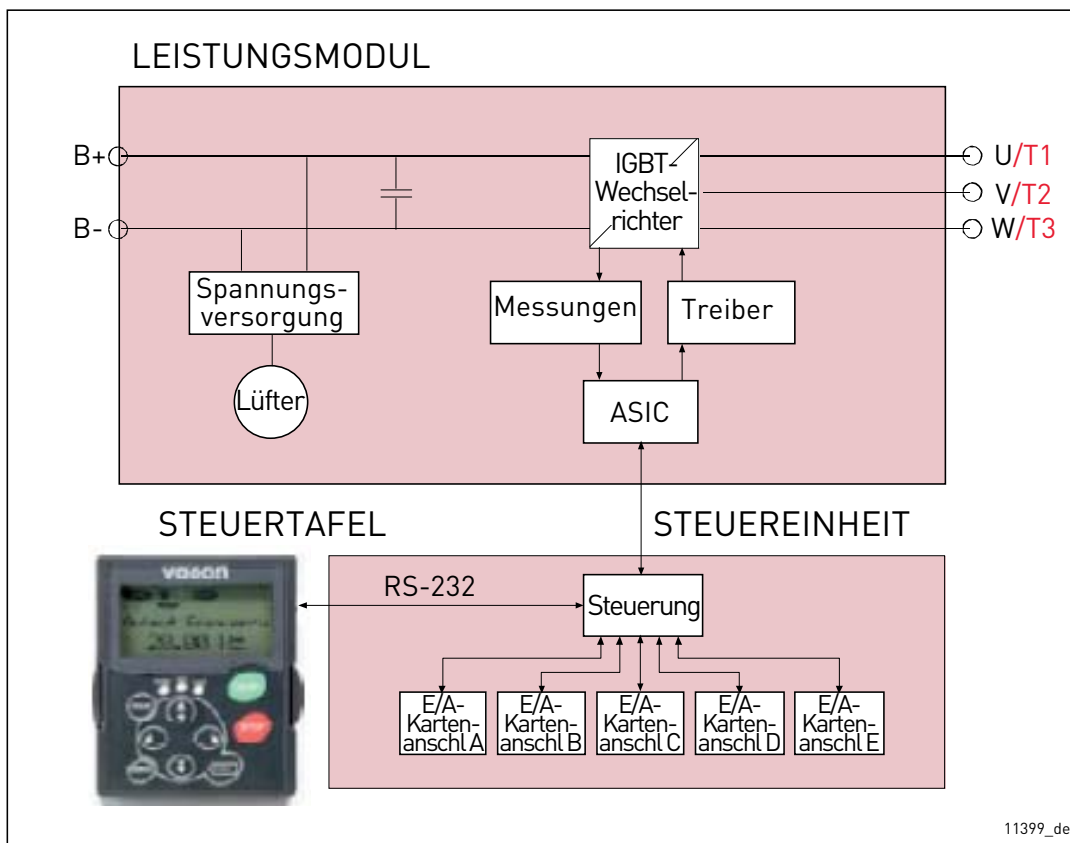 LEISTUNGSMODUL
B+
B-
IGBT-
Wechsel-
richter
U/T1
V/T2
W/T3
Spannungs-
versorgung
Messungen
Treiber
Lüfter
ASIC
STEUERTAFEL
STEUEREINHEIT
vacon
RS-232
Steuerung
E/A-
Karten-
anschl A
E/A-
Karten-
anschl B
E/A-
Karten-
anschl C
E/A-
Karten-
anschl D
E/A-
Karten-
anschl E
11399_de